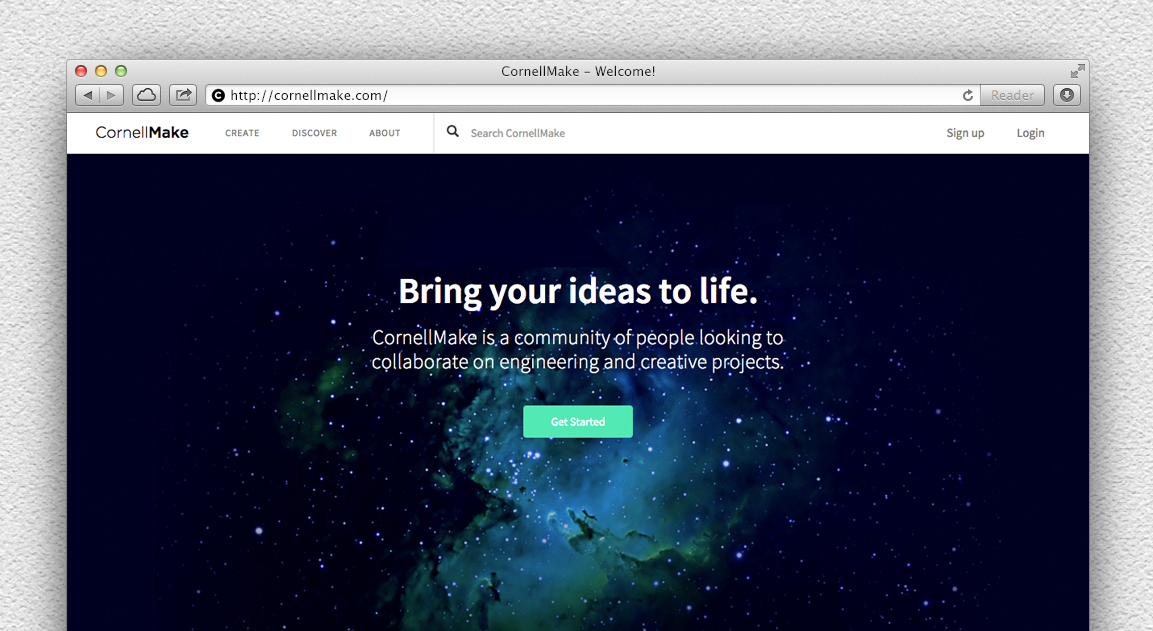 CornellMake – Welcome!
http://cornellmake.com/
Reader
CornellMake CREATE DISCOVER ABOUT Search CornellMake Sign up Login
Bring your ideas to life.
CornellMake is a community of people looking to
collaborate on engineering and creative projects.
Get Started